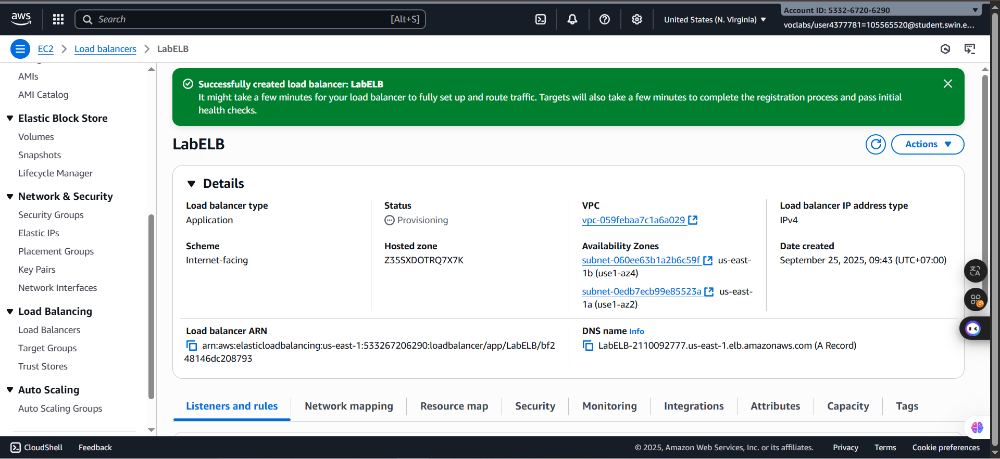 aws
Search
[Alt+S]
United States (N. Virginia)
Account ID: 5332-6720-6290
voclabs/user4377781=105565520@student.swin.e...
EC2
Load balancers
LabELB
AMIs
AMI Catalog
Elastic Block Store
Volumes
Snapshots
Lifecycle Manager
Network & Security
Security Groups
Elastic IPs
Placement Groups
Key Pairs
Network Interfaces
Load Balancing
Load Balancers
Target Groups
Trust Stores
Auto Scaling
Auto Scaling Groups
Successfully created load balancer: LabELB
It might take a few minutes for your load balancer to fully set up and route traffic. Targets will also take a few minutes to complete the registration process and pass initial
health checks.
LabELB
Actions
Details
Load balancer type
Application
Status
Provisioning
VPC
vpc-059febaa7c1a6a029
Load balancer IP address type
IPv4
Scheme
Internet-facing
Hosted zone
Z35SXDOTRQ7X7K
Availability Zones
subnet-060ee63b1a2b6c59f us-east-
1b (use1-az4)
subnet-0edb7ecb99e85523a us-east-
1a (use1-az2)
Date created
September 25, 2025, 09:43 (UTC+07:00)
Load balancer ARN
arn:aws:elasticloadbalancing:us-east-1:533267206290:loadbalancer/app/LabELB/bf2
48146dc208793
DNS name Info
LabELB-2110092777.us-east-1.elb.amazonaws.com (A Record)
Listeners and rules
Network mapping
Resource map
Security
Monitoring
Integrations
Attributes
Capacity
Tags
CloudShell
Feedback
© 2025, Amazon Web Services, Inc. or its affiliates.
Privacy
Terms
Cookie preferences